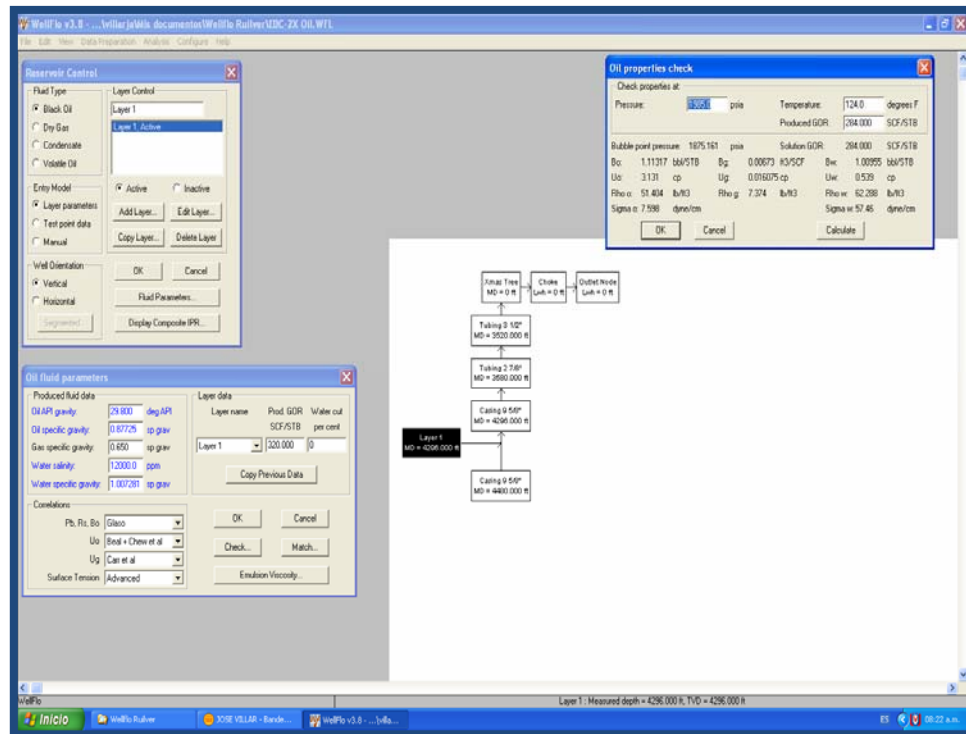 WellFlo v3.8 - ...\villarja\Mis documentos\Wellflo Ruilver\EBC-2X Oil.WFL
File Edit View Data Preparation Analysis Configure Help
Reservoir Control
Fluid Type
Black Oil
Dry Gas
Condensate
Volatile Oil
Layer Control
Layer 1
Layer 1, Active
Active Inactive
Add Layer... Edit Layer...
Copy Layer... Delete Layer
Entry Model
Layer parameters
Test point data
Manual
Well Orientation
Vertical
Horizontal
Segmented...
OK Cancel
Fluid Parameters...
Display Composite IPR...
Oil properties check
Check properties at:
Pressure: psia Temperature: 124.0 degrees F
Produced GOR: 284.000 SCF/STB
Bubble point pressure: 1875.161 psia Solution GOR: 284.000 SCF/STB
Bo: 1.11317 bbl/STB Bg: 0.00673 ft3/SCF Bw: 1.00955 bbl/STB
Uo: 3.131 cp Ug: 0.016075 cp Uw: 0.539 cp
Rho o: 51.404 lb/ft3 Rho g: 7.374 lb/ft3 Rho w: 62.288 lb/ft3
Sigma o: 7.598 dyne/cm Sigma w: 57.46 dyne/cm
OK Cancel Calculate
Xmas Tree
MD = 0 ft
Choke
Lwh = 0 ft
Outlet Node
Lwh = 0 ft
Tubing 3 1/2"
MD = 3520.000 ft
Tubing 2 7/8"
MD = 3580.000 ft
Casing 9 5/8"
MD = 4296.000 ft
Layer 1
MD = 4296.000 ft
Casing 9 5/8"
MD = 4480.000 ft
Oil fluid parameters
Produced fluid data
Oil API gravity: 29.800 deg API
Oil specific gravity: 0.87725 sp grav
Gas specific gravity: 0.650 sp grav
Water salinity: 12000.0 ppm
Water specific gravity: 1.007281 sp grav
Layer data
Layer name Prod. GOR Water cut
SCF/STB per cent
Layer 1 320.000 0
Copy Previous Data
Correlations
Pb, Rs, Bo Glaso
Uo Beal + Chew et al
Ug Carr et al
Surface Tension Advanced
OK Cancel
Check... Match...
Emulsion Viscosity...
WellFlo Layer 1 : Measured depth = 4296.000 ft, TVD = 4296.000 ft
Inicio Wellflo Ruilver JOSE VILLAR - Bande... WellFlo v3.8 - ...\villa... ES 08:22 a.m.